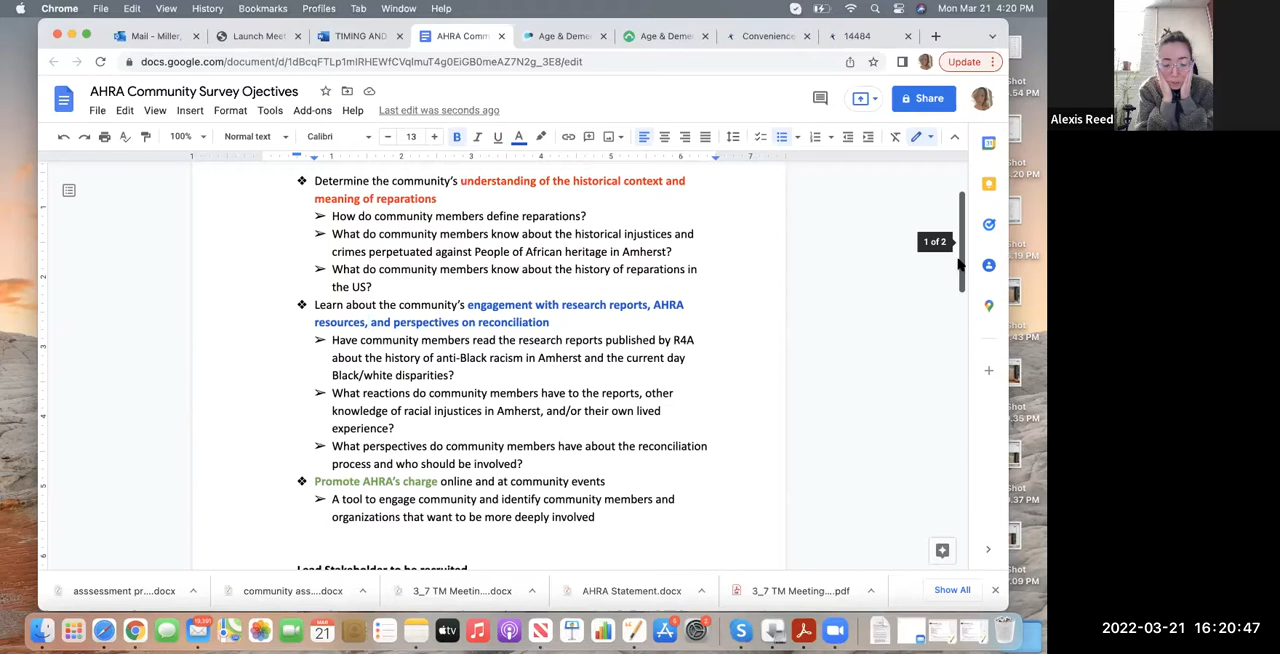 Chrome File Edit View History Bookmarks Profiles Tab Window Help Mon Mar 21 4:20 PM
Mail - Miller, Launch Meet TIMING AND AHRA Com Age & Deme Age & Deme Convenience 14484
docs.google.com/document/d/1dBcqFTLp1mIRHEWfCVqlmuT4g0EiGB0meAZ7N2g_3E8/edit
Update
AHRA Community Survey Objectives
Share
File Edit View Insert Format Tools Add-ons Help Last edit was seconds ago
100% Normal text Calibri 13
Alexis Reed
❖ Determine the community's understanding of the historical context and
meaning of reparations
➢ How do community members define reparations?
➢ What do community members know about the historical injustices and
crimes perpetuated against People of African heritage in Amherst?
➢ What do community members know about the history of reparations in
the US?
1 of 2
❖ Learn about the community's engagement with research reports, AHRA
resources, and perspectives on reconciliation
➢ Have community members read the research reports published by R4A
about the history of anti-Black racism in Amherst and the current day
Black/white disparities?
➢ What reactions do community members have to the reports, other
knowledge of racial injustices in Amherst, and/or their own lived
experience?
➢ What perspectives do community members have about the reconciliation
process and who should be involved?
❖ Promote AHRA's charge online and at community events
➢ A tool to engage community and identify community members and
organizations that want to be more deeply involved
Lead Stakeholder to be recruited
asssessment pr....docx community ass....docx 3_7 TM Meetin....docx AHRA Statement.docx 3_7 TM Meeting....pdf Show All
2022-03-21 16:20:47